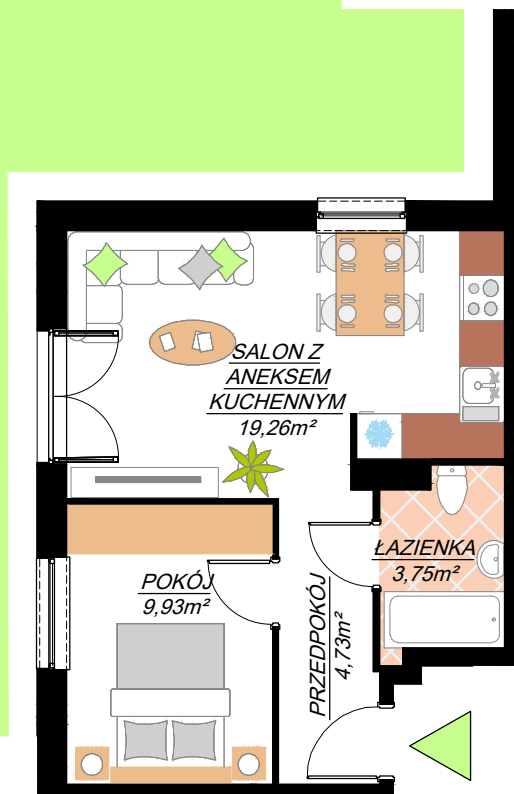 SALON Z
ANEKSEM
KUCHENNYM
19,26m²
ŁAZIENKA
3,75m²
POKÓJ
9,93m²
PRZEDPOKÓJ
4,73m²